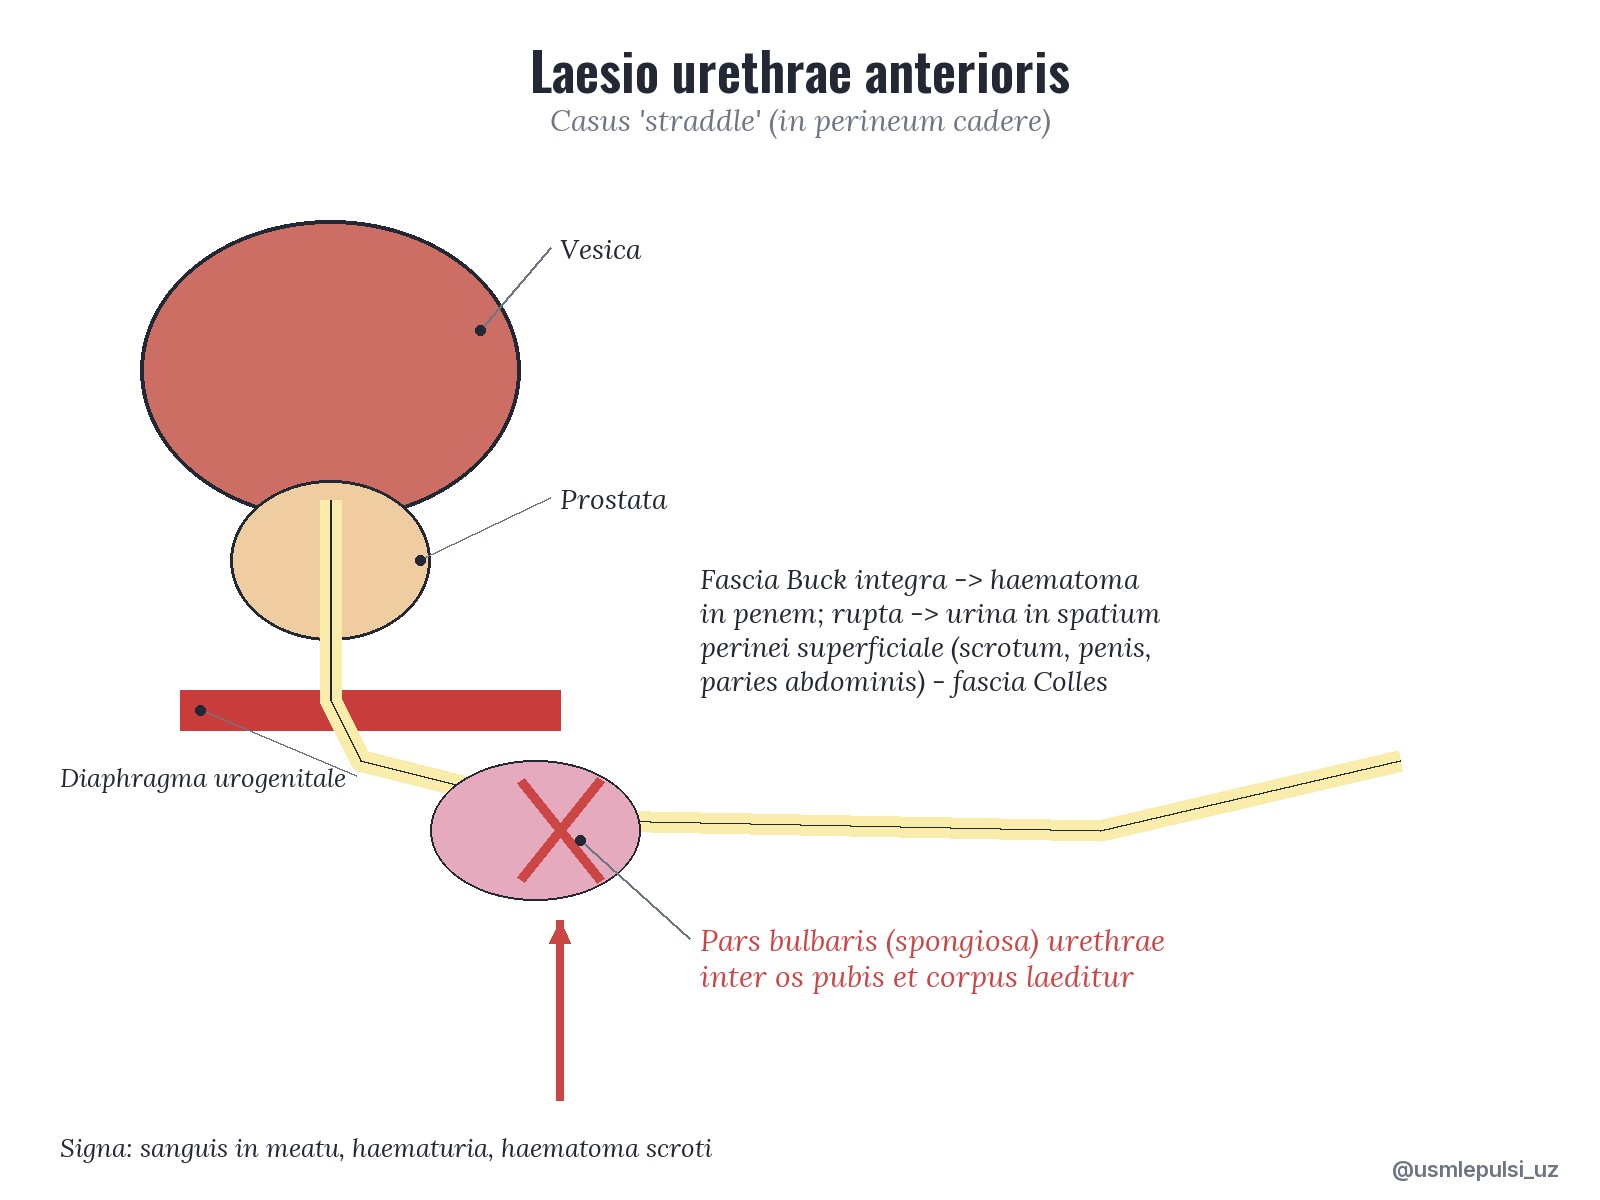 Laesio urethrae anterioris
Casus 'straddle' (in perineum cadere)
Vesica
Prostata
Fascia Buck integra -> haematoma
in penem; rupta -> urina in spatium
perinei superficiale (scrotum, penis,
paries abdominis) - fascia Colles
Diaphragma urogenitale
Pars bulbaris (spongiosa) urethrae
inter os pubis et corpus laeditur
Signa: sanguis in meatu, haematuria, haematoma scroti
@usmlepulsi_uz